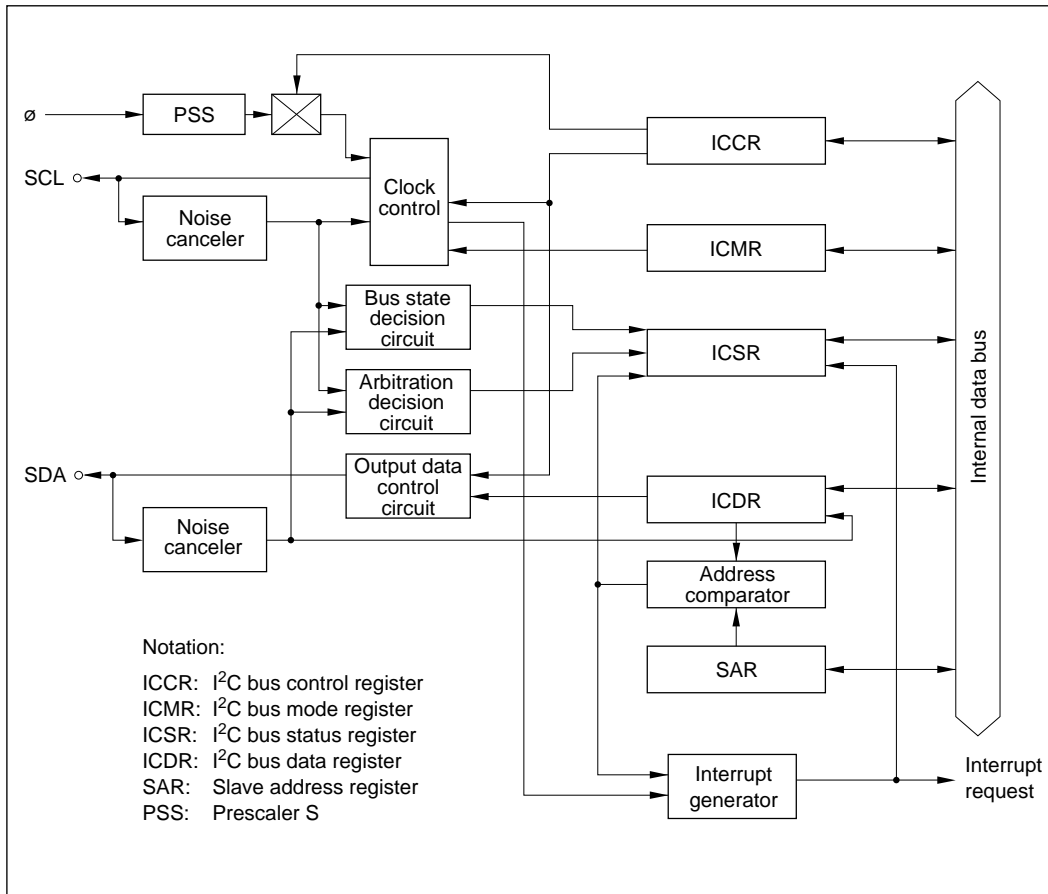 ø
PSS
ICCR
SCL
Clock
control
Noise
canceler
ICMR
Bus state
decision
circuit
ICSR
Arbitration
decision
circuit
Internal data bus
SDA
Output data
control
circuit
ICDR
Noise
canceler
Address
comparator
SAR
Notation:
ICCR: I²C bus control register
ICMR: I²C bus mode register
ICSR: I²C bus status register
ICDR: I²C bus data register
SAR: Slave address register
PSS: Prescaler S
Interrupt
generator
Interrupt
request